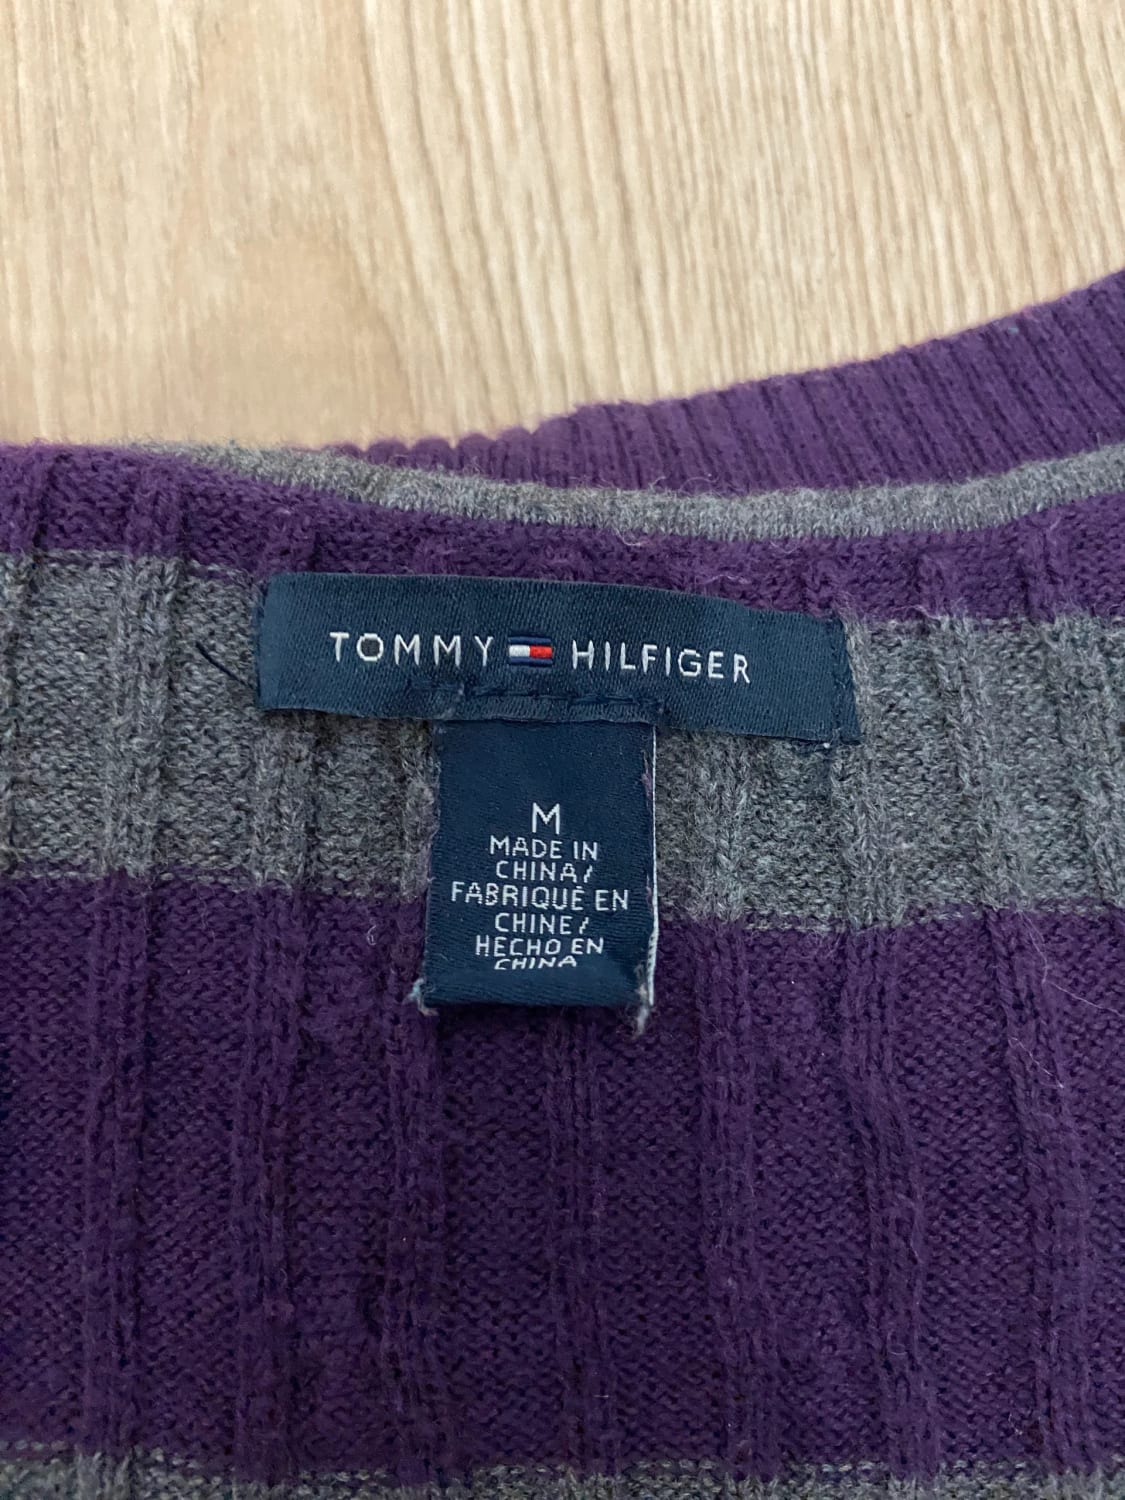 TOMMY HILFIGER
M
MADE IN
CHINA/
FABRIQUÉ EN
CHINE/
HECHO EN
CHINA